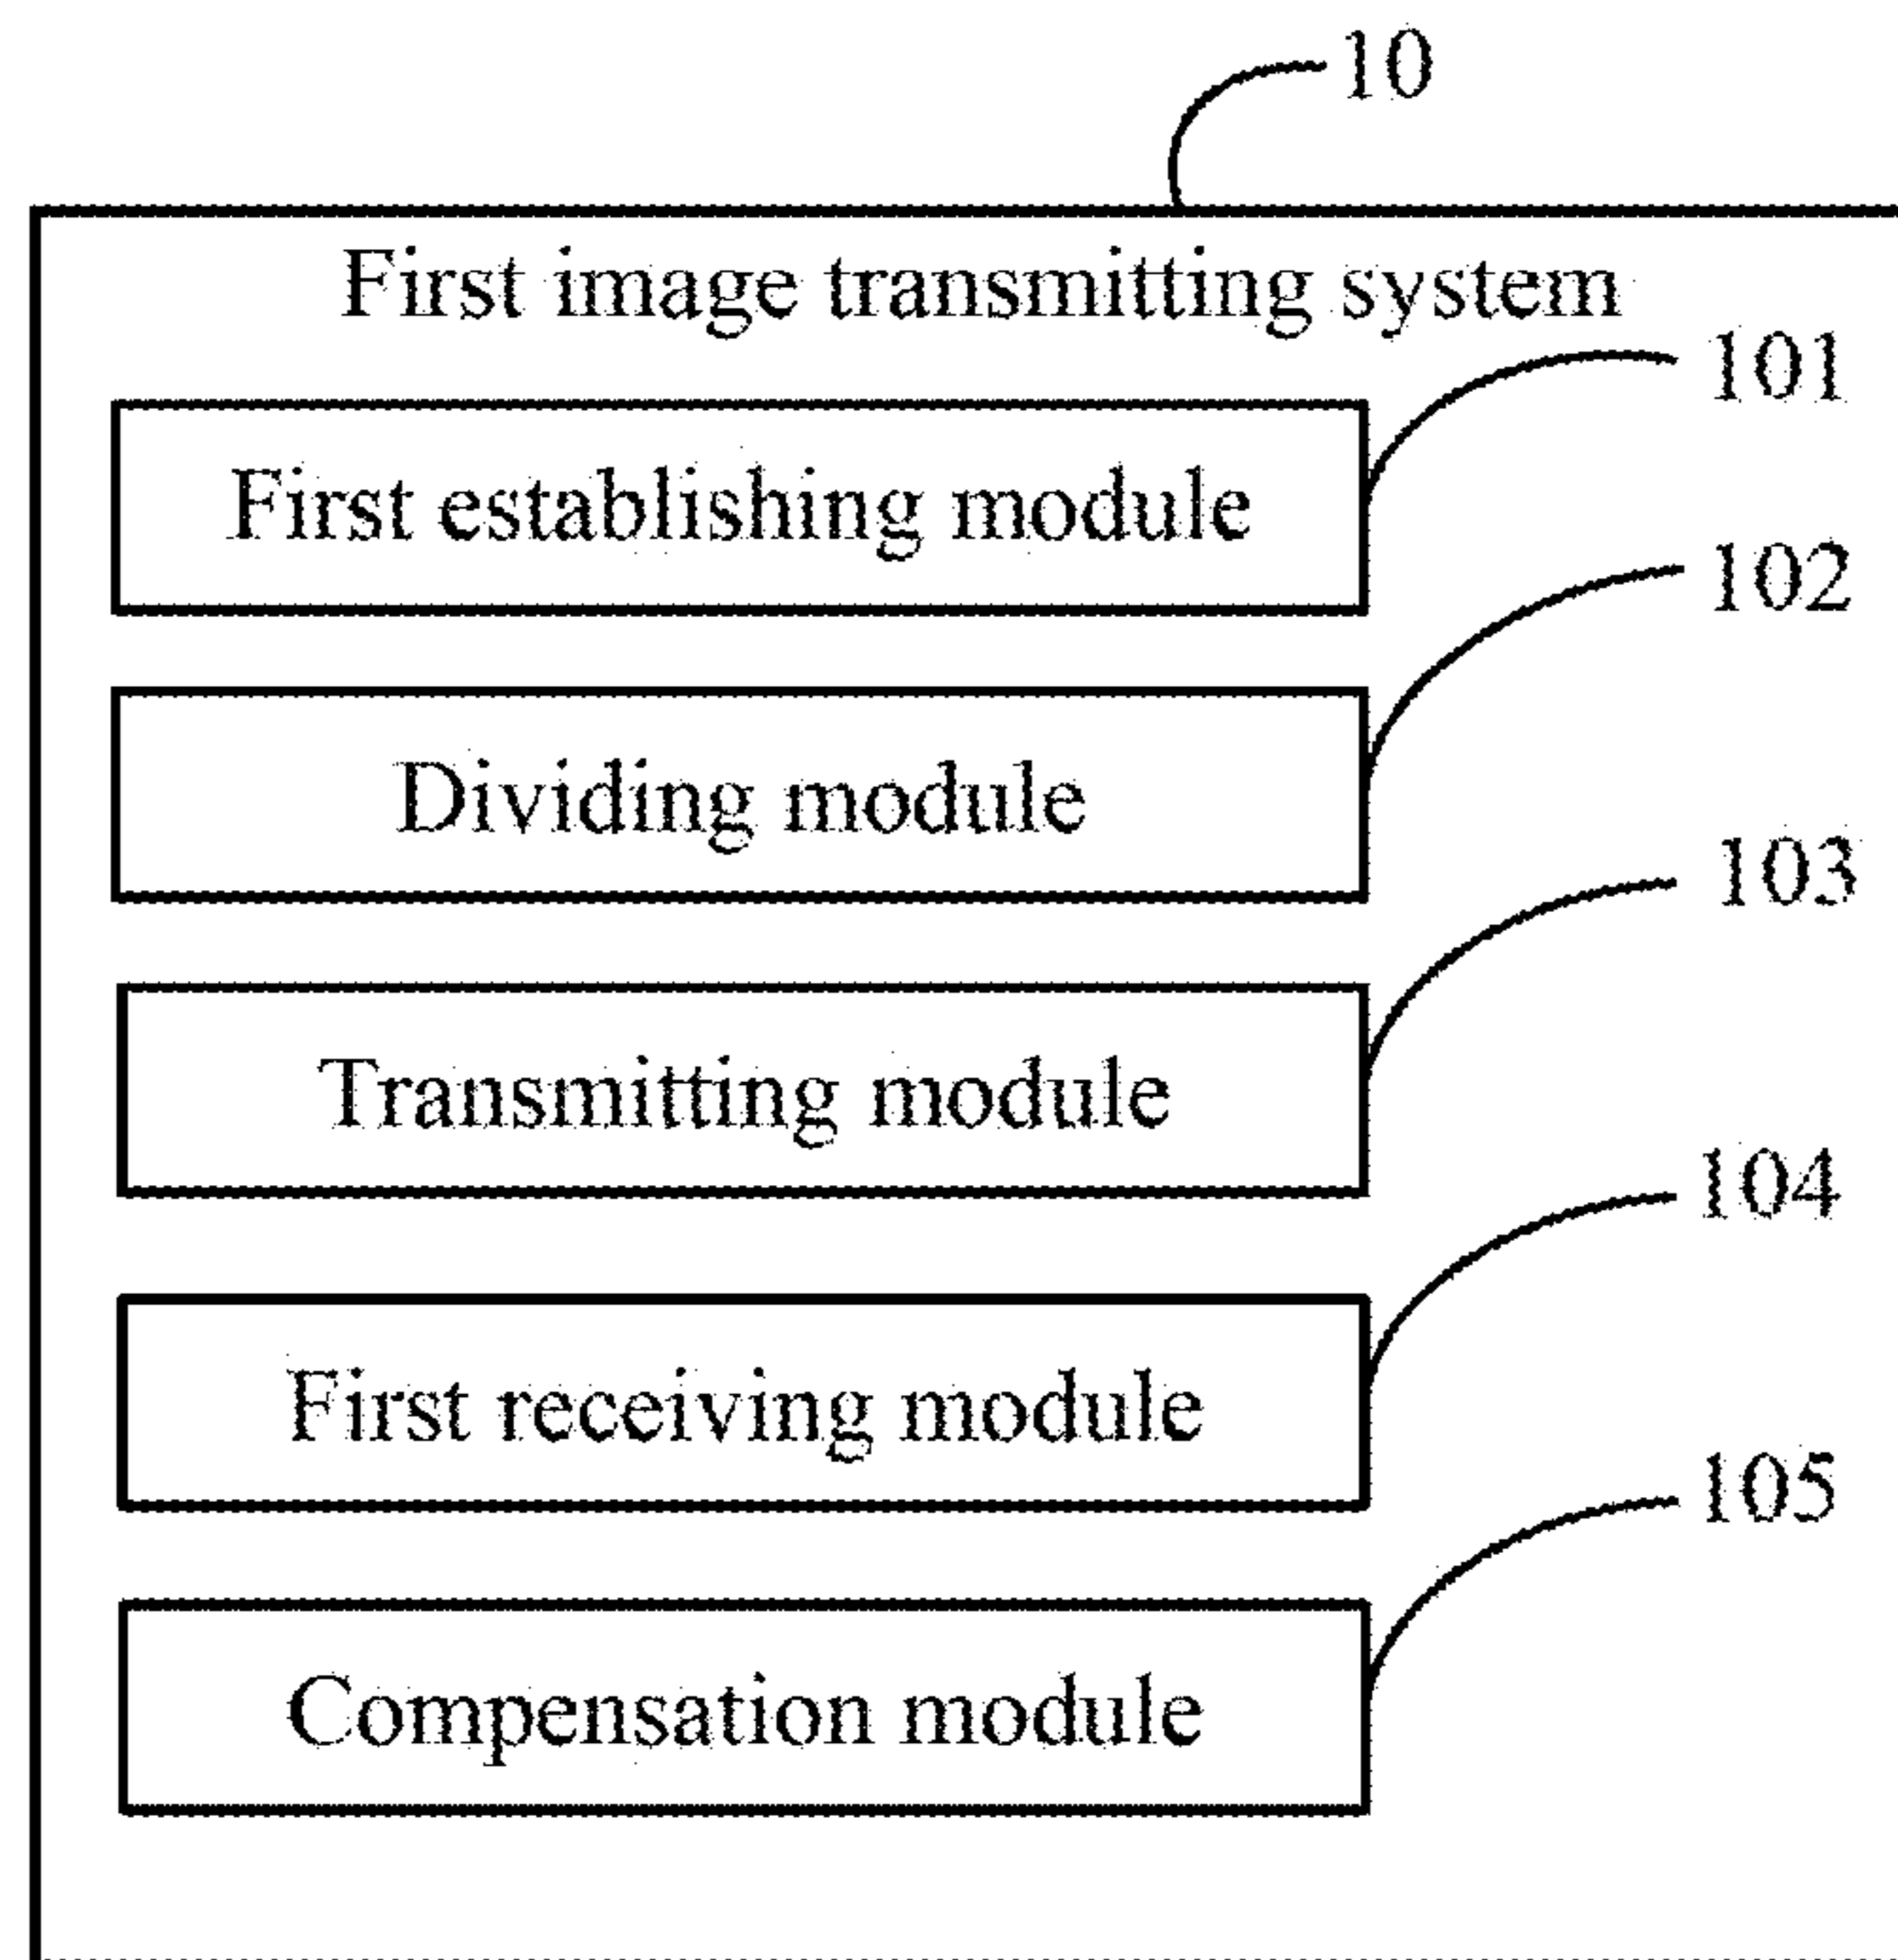 10
First image transmitting system
101
First establishing module
102
Dividing module
103
Transmitting module
104
First receiving module
105
Compensation module